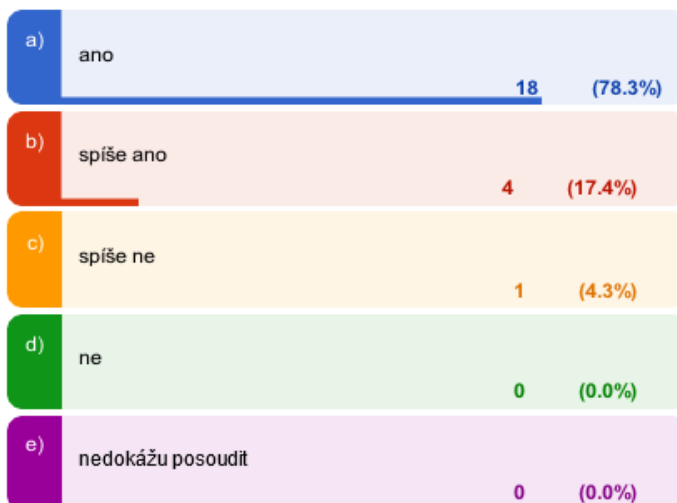 a)
ano
18 (78.3%)
b)
spíše ano
4 (17.4%)
c)
spíše ne
1 (4.3%)
d)
ne
0 (0.0%)
e)
nedokážu posoudit
0 (0.0%)